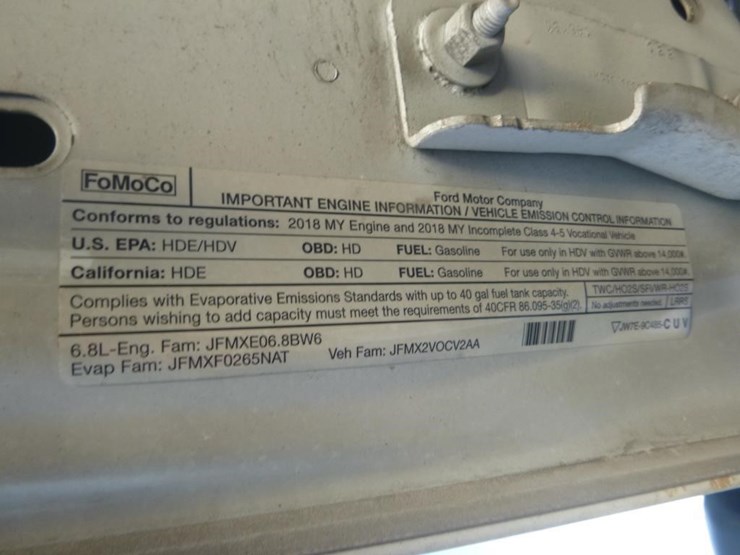 FoMoCo
Ford Motor Company
IMPORTANT ENGINE INFORMATION / VEHICLE EMISSION CONTROL INFORMATION
Conforms to regulations: 2018 MY Engine and 2018 MY Incomplete Class 4-5 Vocational Vehicle
U.S. EPA: HDE/HDV OBD: HD FUEL: Gasoline For use only in HDV with GVWR above 14,000#.
California: HDE OBD: HD FUEL: Gasoline For use only in HDV with GVWR above 14,000#.
Complies with Evaporative Emissions Standards with up to 40 gal fuel tank capacity. TWC/HO2S/SFI/WR-HO2S
Persons wishing to add capacity must meet the requirements of 40CFR 86.095-35(g)(2). No adjustments needed.
6.8L-Eng. Fam: JFMXE06.8BW6
Evap Fam: JFMXF0265NAT Veh Fam: JFMX2VOCV2AA
CUV